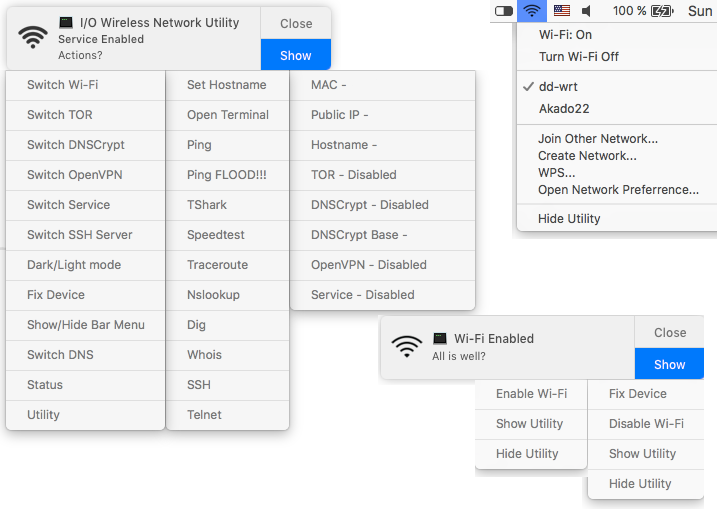 I/O Wireless Network Utility
Service Enabled
Actions?
Close
Show
Switch Wi-Fi
Switch TOR
Switch DNSCrypt
Switch OpenVPN
Switch Service
Switch SSH Server
Dark/Light mode
Fix Device
Show/Hide Bar Menu
Switch DNS
Status
Utility
Set Hostname
Open Terminal
Ping
Ping FLOOD!!!
TShark
Speedtest
Traceroute
Nslookup
Dig
Whois
SSH
Telnet
MAC -
Public IP -
Hostname -
TOR - Disabled
DNSCrypt - Disabled
DNSCrypt Base -
OpenVPN - Disabled
Service - Disabled
100 % Sun
Wi-Fi: On
Turn Wi-Fi Off
dd-wrt
Akado22
Join Other Network...
Create Network...
WPS...
Open Network Preferrence...
Hide Utility
Wi-Fi Enabled
All is well?
Close
Show
Enable Wi-Fi
Show Utility
Hide Utility
Fix Device
Disable Wi-Fi
Show Utility
Hide Utility